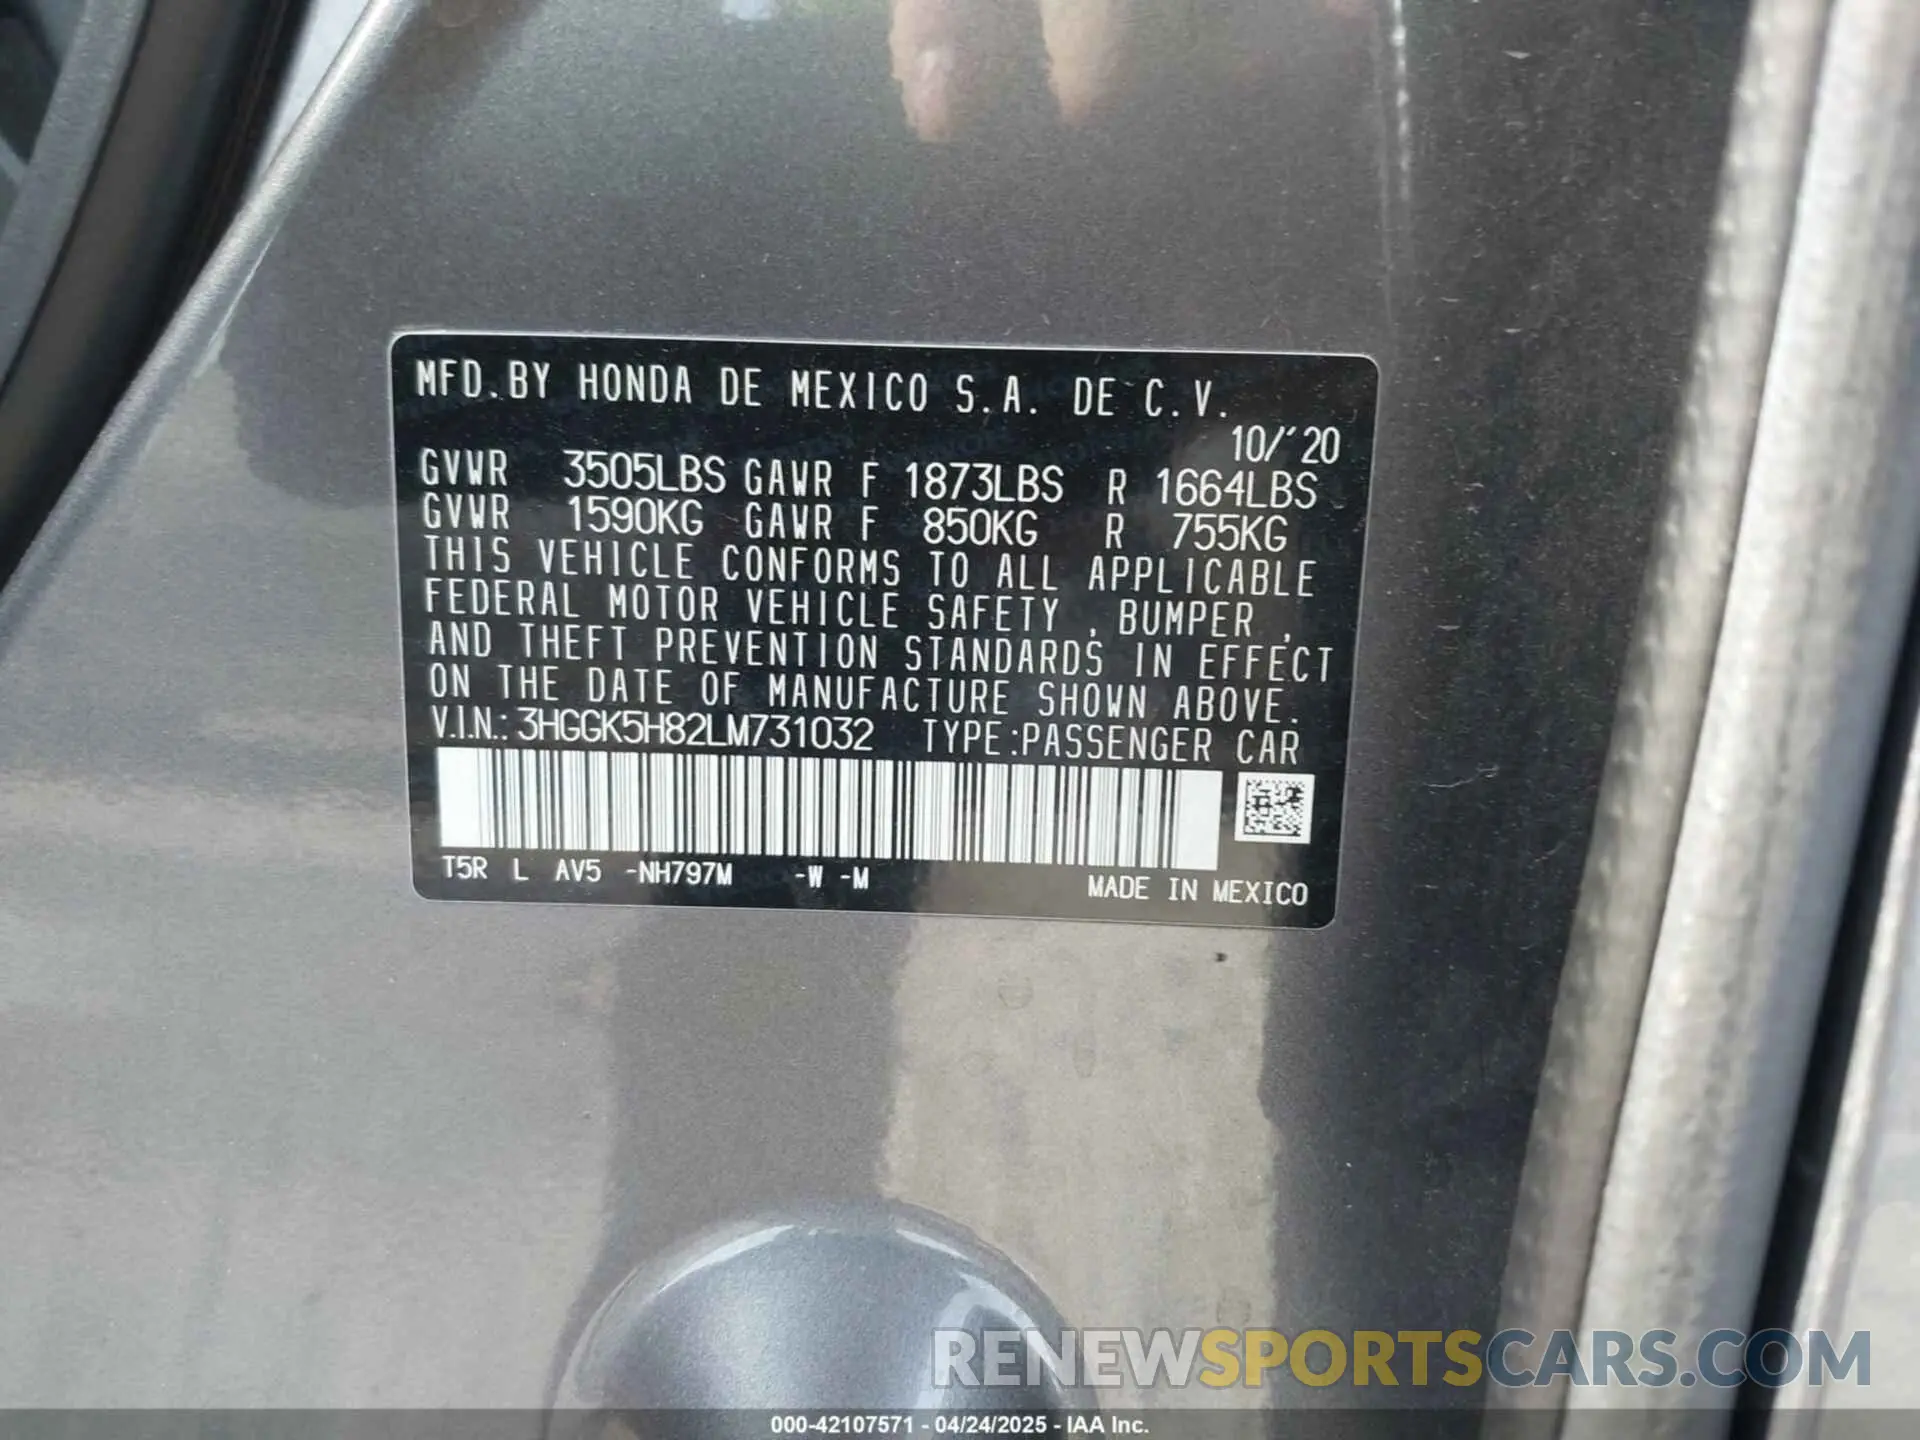 MFD.BY HONDA DE MEXICO S.A. DE C.V.
10/'20
GVWR 3505LBS GAWR F 1873LBS R 1664LBS
GVWR 1590KG GAWR F 850KG R 755KG
THIS VEHICLE CONFORMS TO ALL APPLICABLE
FEDERAL MOTOR VEHICLE SAFETY , BUMPER ,
AND THEFT PREVENTION STANDARDS IN EFFECT
ON THE DATE OF MANUFACTURE SHOWN ABOVE.
V.I.N.: 3HGGK5H82LM731032 TYPE:PASSENGER CAR
T5R L AV5 -NH797M -W -M
MADE IN MEXICO
RENEWSPORTSCARS.COM
000-42107571 - 04/24/2025 - IAA Inc.